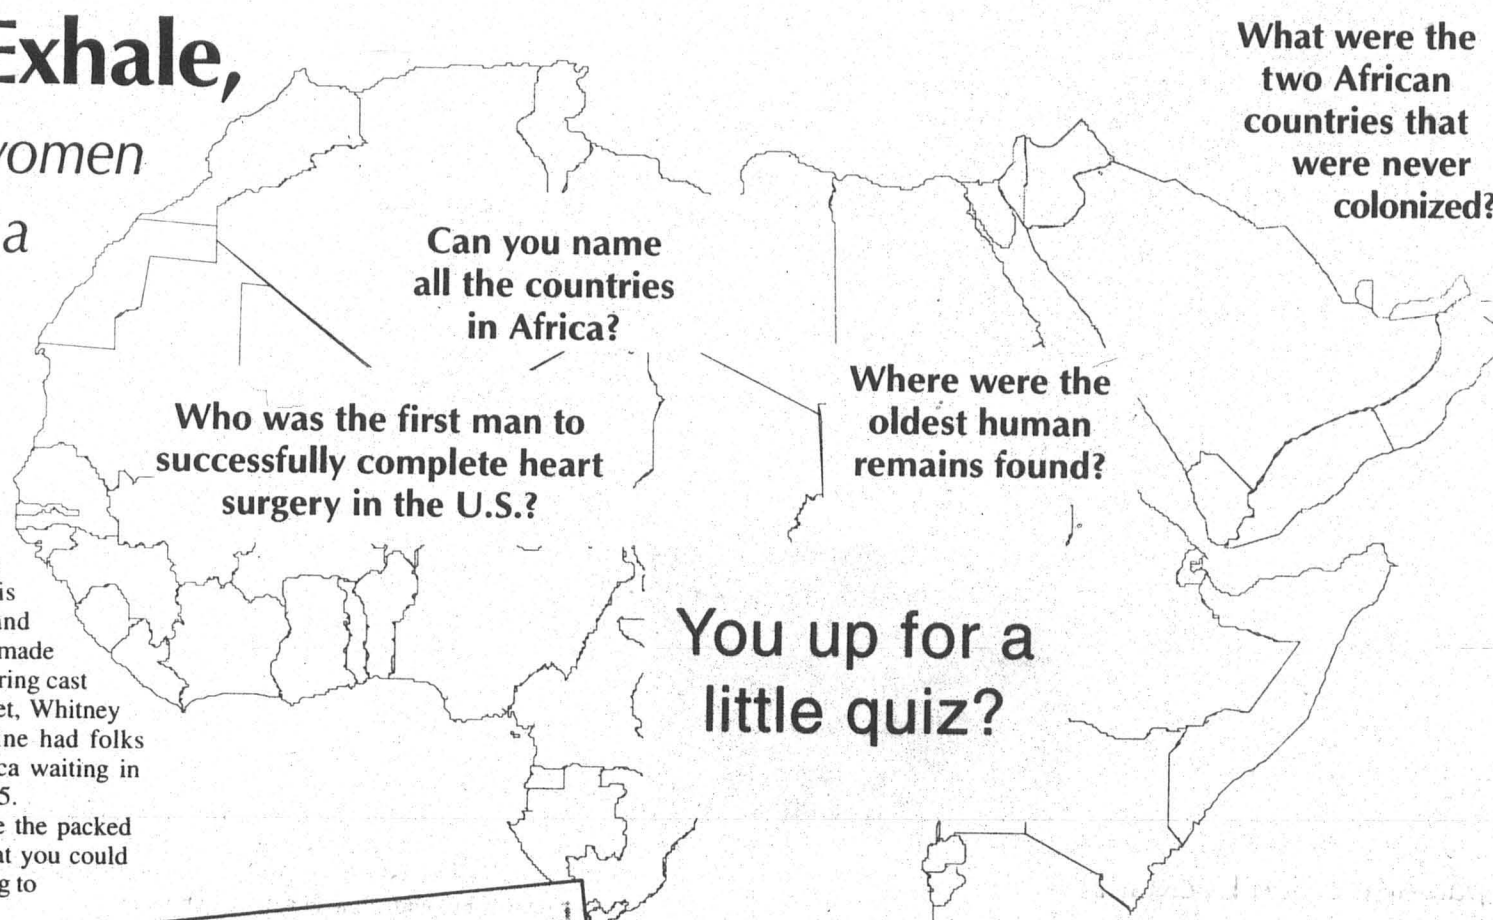 Exhale,
women
a
What were the
two African
countries that
were never
colonized?
Can you name
all the countries
in Africa?
Where were the
oldest human
remains found?
Who was the first man to
successfully complete heart
surgery in the U.S.?
You up for a
little quiz?
is
and
made
ring cast
et, Whitney
ne had folks
ca waiting in
5.
e the packed
at you could
g to